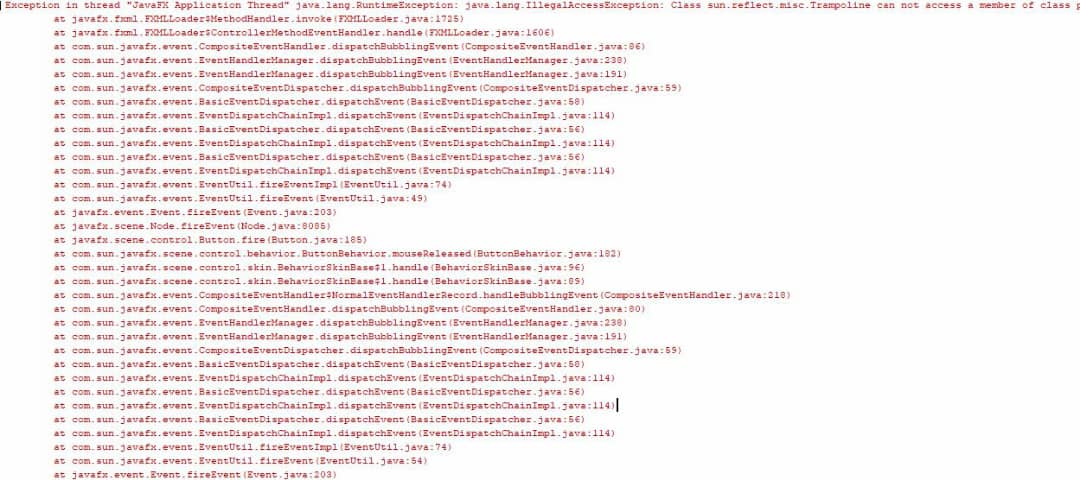 Exception in thread "JavaFX Application Thread" java.lang.RuntimeException: java.lang.IllegalAccessException: Class sun.reflect.misc.Trampoline can not access a member of class p
at javafx.fxml.FXMLLoader$MethodHandler.invoke(FXMLLoader.java:1725)
at javafx.fxml.FXMLLoader$ControllerMethodEventHandler.handle(FXMLLoader.java:1606)
at com.sun.javafx.event.CompositeEventHandler.dispatchBubblingEvent(CompositeEventHandler.java:86)
at com.sun.javafx.event.EventHandlerManager.dispatchBubblingEvent(EventHandlerManager.java:238)
at com.sun.javafx.event.EventHandlerManager.dispatchBubblingEvent(EventHandlerManager.java:191)
at com.sun.javafx.event.CompositeEventDispatcher.dispatchBubblingEvent(CompositeEventDispatcher.java:59)
at com.sun.javafx.event.BasicEventDispatcher.dispatchEvent(BasicEventDispatcher.java:58)
at com.sun.javafx.event.EventDispatchChainImpl.dispatchEvent(EventDispatchChainImpl.java:114)
at com.sun.javafx.event.BasicEventDispatcher.dispatchEvent(BasicEventDispatcher.java:56)
at com.sun.javafx.event.EventDispatchChainImpl.dispatchEvent(EventDispatchChainImpl.java:114)
at com.sun.javafx.event.BasicEventDispatcher.dispatchEvent(BasicEventDispatcher.java:56)
at com.sun.javafx.event.EventDispatchChainImpl.dispatchEvent(EventDispatchChainImpl.java:114)
at com.sun.javafx.event.EventUtil.fireEventImpl(EventUtil.java:74)
at com.sun.javafx.event.EventUtil.fireEvent(EventUtil.java:49)
at javafx.event.Event.fireEvent(Event.java:203)
at javafx.scene.Node.fireEvent(Node.java:8085)
at javafx.scene.control.Button.fire(Button.java:185)
at com.sun.javafx.scene.control.behavior.ButtonBehavior.mouseReleased(ButtonBehavior.java:182)
at com.sun.javafx.scene.control.skin.BehaviorSkinBase$1.handle(BehaviorSkinBase.java:96)
at com.sun.javafx.scene.control.skin.BehaviorSkinBase$1.handle(BehaviorSkinBase.java:89)
at com.sun.javafx.event.CompositeEventHandler$NormalEventHandlerRecord.handleBubblingEvent(CompositeEventHandler.java:218)
at com.sun.javafx.event.CompositeEventHandler.dispatchBubblingEvent(CompositeEventHandler.java:80)
at com.sun.javafx.event.EventHandlerManager.dispatchBubblingEvent(EventHandlerManager.java:238)
at com.sun.javafx.event.EventHandlerManager.dispatchBubblingEvent(EventHandlerManager.java:191)
at com.sun.javafx.event.CompositeEventDispatcher.dispatchBubblingEvent(CompositeEventDispatcher.java:59)
at com.sun.javafx.event.BasicEventDispatcher.dispatchEvent(BasicEventDispatcher.java:58)
at com.sun.javafx.event.EventDispatchChainImpl.dispatchEvent(EventDispatchChainImpl.java:114)
at com.sun.javafx.event.BasicEventDispatcher.dispatchEvent(BasicEventDispatcher.java:56)
at com.sun.javafx.event.EventDispatchChainImpl.dispatchEvent(EventDispatchChainImpl.java:114)
at com.sun.javafx.event.BasicEventDispatcher.dispatchEvent(BasicEventDispatcher.java:56)
at com.sun.javafx.event.EventDispatchChainImpl.dispatchEvent(EventDispatchChainImpl.java:114)
at com.sun.javafx.event.EventUtil.fireEventImpl(EventUtil.java:74)
at com.sun.javafx.event.EventUtil.fireEvent(EventUtil.java:54)
at javafx.event.Event.fireEvent(Event.java:203)